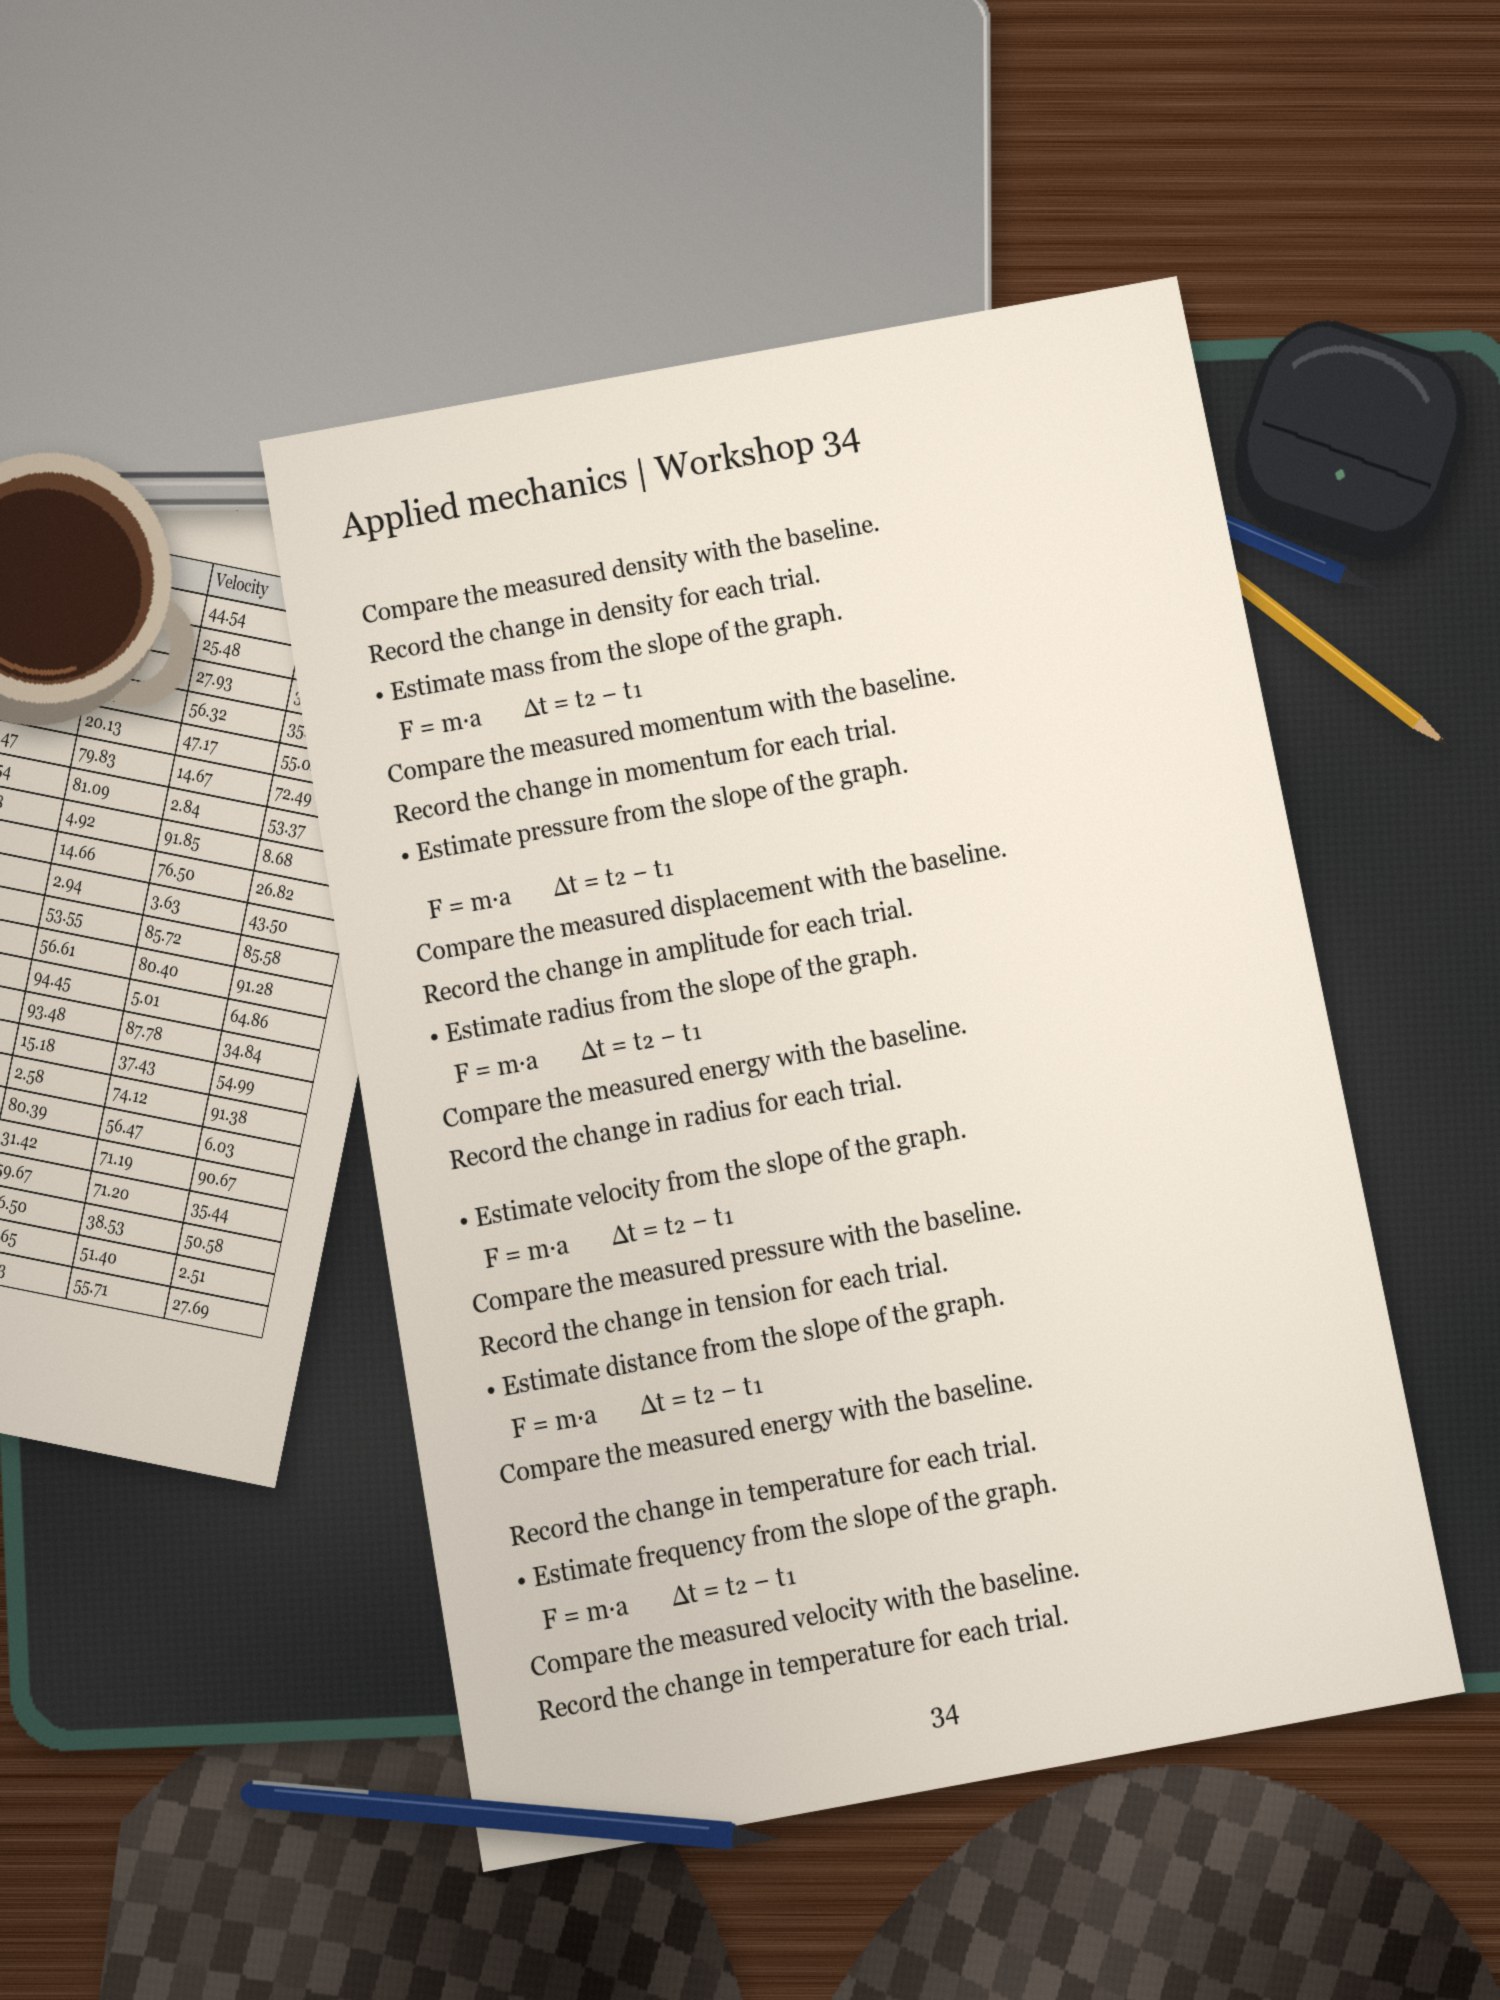 Applied mechanics | Workshop 34
Compare the measured density with the baseline.
Record the change in density for each trial.
• Estimate mass from the slope of the graph.
F = m·a Δt = t2 − t1
Compare the measured momentum with the baseline.
Record the change in momentum for each trial.
• Estimate pressure from the slope of the graph.
F = m·a Δt = t2 − t1
Compare the measured displacement with the baseline.
Record the change in amplitude for each trial.
• Estimate radius from the slope of the graph.
F = m·a Δt = t2 − t1
Compare the measured energy with the baseline.
Record the change in radius for each trial.
• Estimate velocity from the slope of the graph.
F = m·a Δt = t2 − t1
Compare the measured pressure with the baseline.
Record the change in tension for each trial.
• Estimate distance from the slope of the graph.
F = m·a Δt = t2 − t1
Compare the measured energy with the baseline.
Record the change in temperature for each trial.
• Estimate frequency from the slope of the graph.
F = m·a Δt = t2 − t1
Compare the measured velocity with the baseline.
Record the change in temperature for each trial.
34
Velocity
44.54
25.48
27.93
20.13 56.32
79.83 47.17
81.09 14.67 72.49
4.92 2.84 53.37
14.66 91.85 8.68
2.94 76.50 26.82
53.55 3.63 43.50
56.61 85.72 85.58
94.45 80.40 91.28
93.48 5.01 64.86
15.18 87.78 34.84
2.58 37.43 54.99
80.39 74.12 91.38
31.42 56.47 6.03
71.19 90.67
71.20 35.44
38.53 50.58
51.40 2.51
55.71 27.69